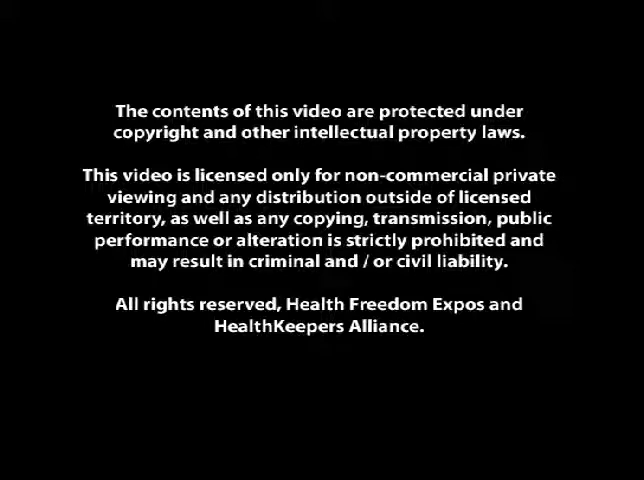 The contents of this video are protected under
copyright and other intellectual property laws.
This video is licensed only for non-commercial private
viewing and any distribution outside of licensed
territory, as well as any copying, transmission, public
performance or alteration is strictly prohibited and
may result in criminal and / or civil liability.
All rights reserved, Health Freedom Expos and
HealthKeepers Alliance.